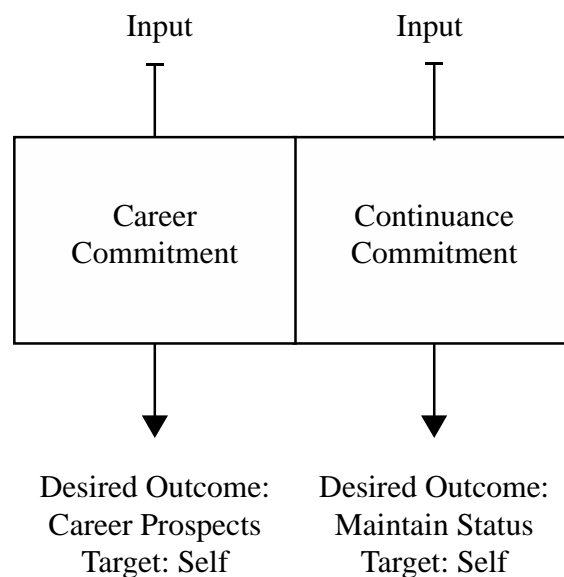 Input
Input
Career
Commitment
Continuance
Commitment
Desired Outcome:
Career Prospects
Target: Self
Desired Outcome:
Maintain Status
Target: Self